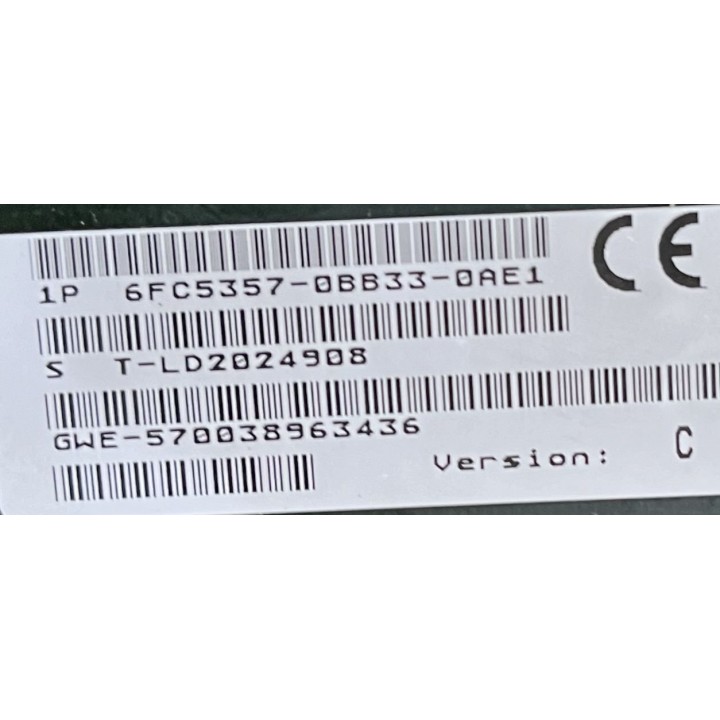 1P 6FC5357-0BB33-0AE1
CE
S T-LD2024908
GWE-570038963436
Version: C